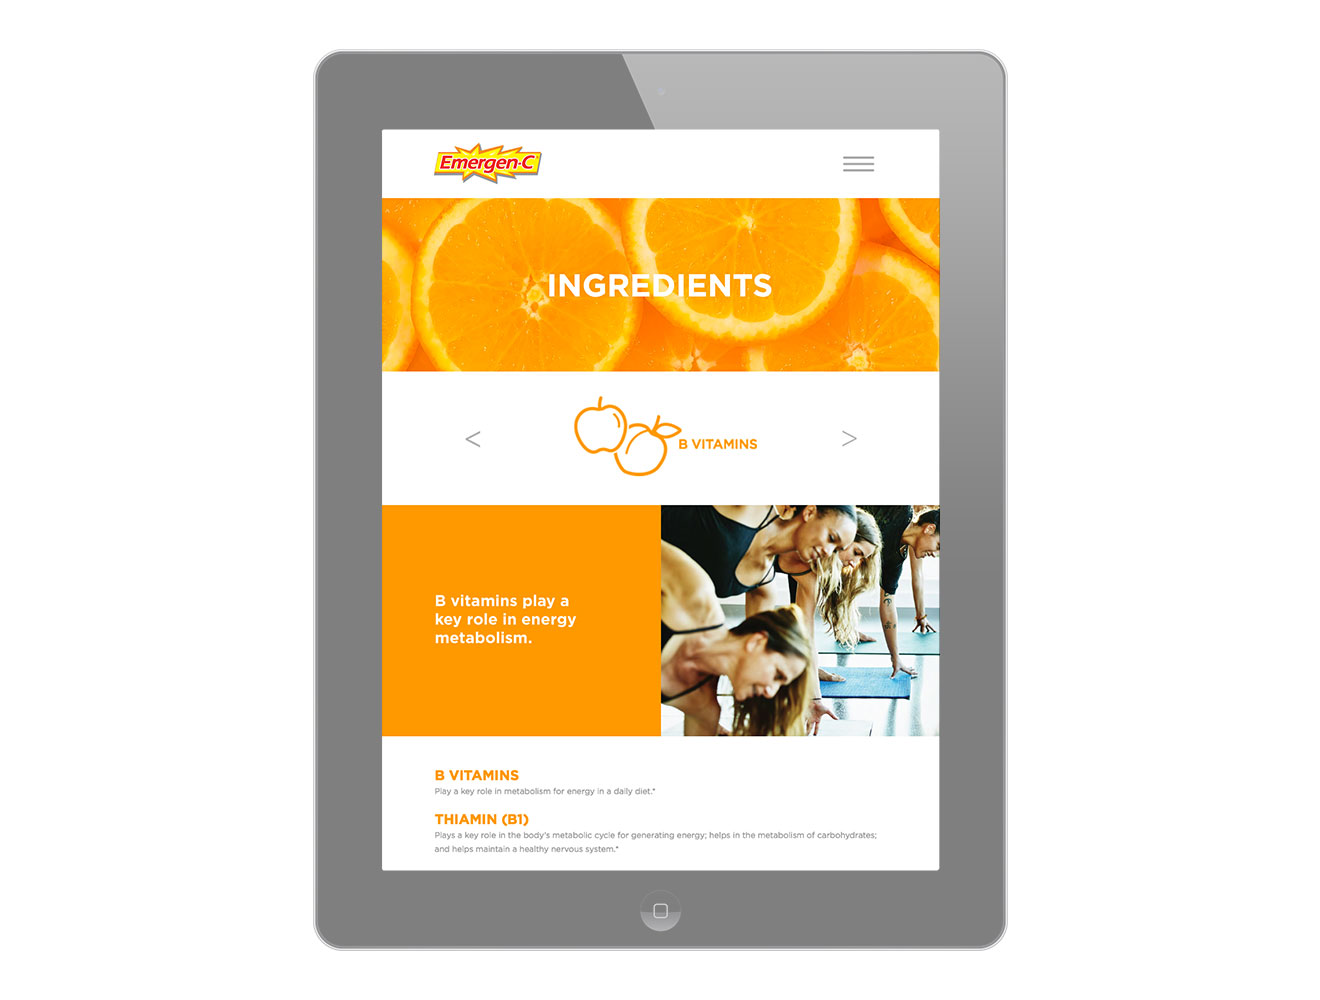 Emergen-C
INGREDIENTS
<
B VITAMINS
>
B vitamins play a
key role in energy
metabolism.
B VITAMINS
Play a key role in metabolism for energy in a daily diet.*
THIAMIN (B1)
Plays a key role in the body's metabolic cycle for generating energy; helps in the metabolism of carbohydrates;
and helps maintain a healthy nervous system.*